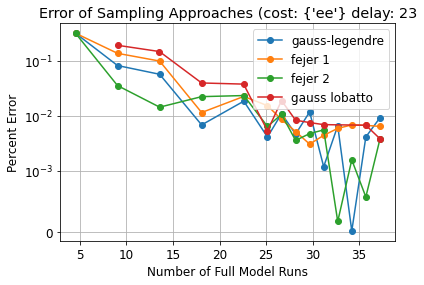 Error of Sampling Approaches (cost: {'ee'} delay: 23
Percent Error
10⁻¹
10⁻²
10⁻³
0
gauss-legendre
fejer 1
fejer 2
gauss lobatto
5 10 15 20 25 30 35
Number of Full Model Runs